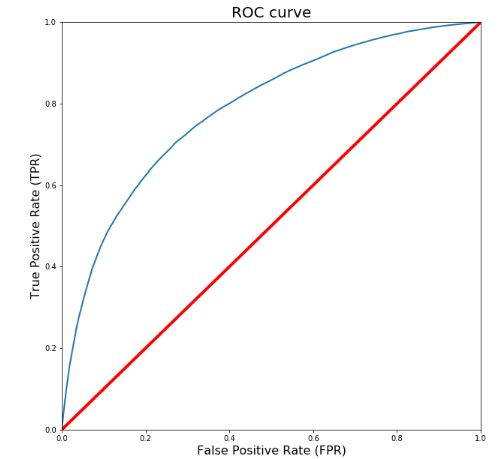 ROC curve
1.0
0.8
0.6
0.4
0.2
0.0
True Positive Rate (TPR)
0.0 0.2 0.4 0.6 0.8 1.0
False Positive Rate (FPR)